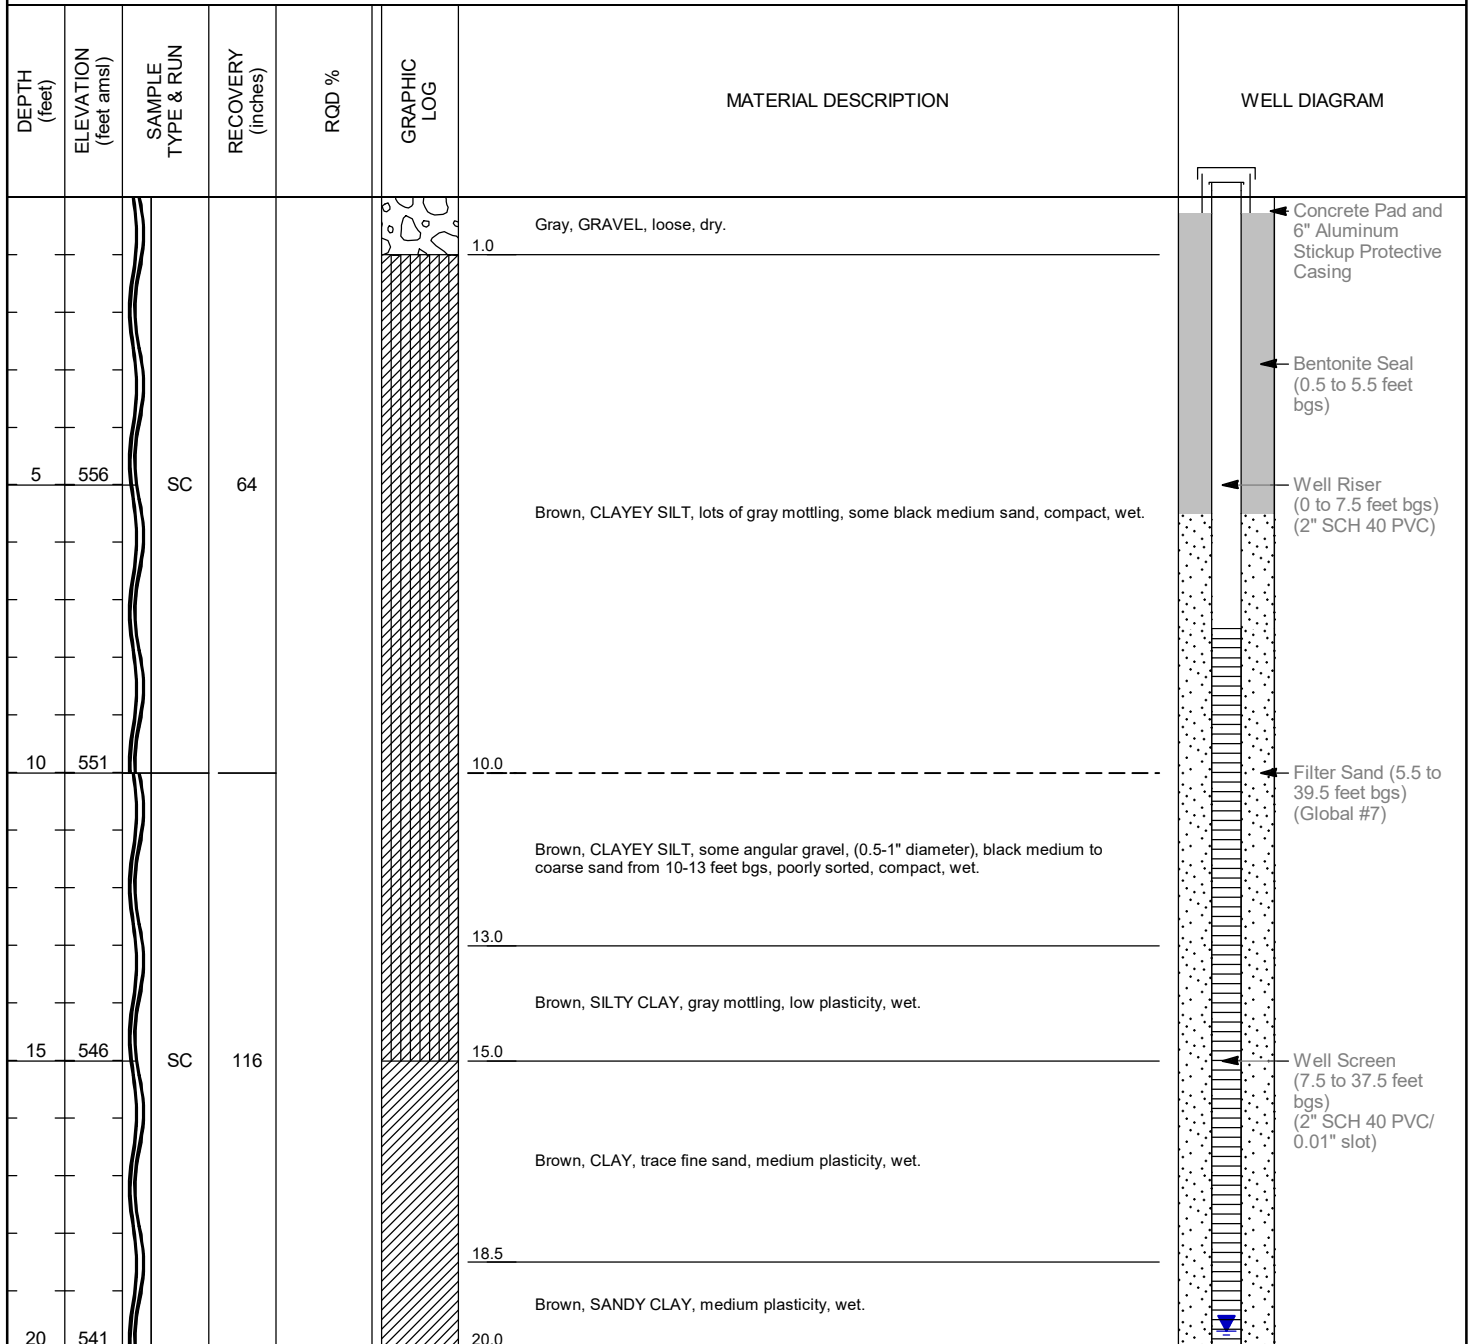 DEPTH
(feet)
ELEVATION
(feet amsl)
SAMPLE
TYPE & RUN
RECOVERY
(inches)
RQD %
GRAPHIC
LOG
MATERIAL DESCRIPTION
WELL DIAGRAM
Gray, GRAVEL, loose, dry.
1.0
Concrete Pad and
6" Aluminum
Stickup Protective
Casing
Bentonite Seal
(0.5 to 5.5 feet
bgs)
5 556 SC 64
Well Riser
(0 to 7.5 feet bgs)
(2" SCH 40 PVC)
Brown, CLAYEY SILT, lots of gray mottling, some black medium sand, compact, wet.
10 551
10.0
Filter Sand (5.5 to
39.5 feet bgs)
(Global #7)
Brown, CLAYEY SILT, some angular gravel, (0.5-1" diameter), black medium to
coarse sand from 10-13 feet bgs, poorly sorted, compact, wet.
13.0
Brown, SILTY CLAY, gray mottling, low plasticity, wet.
15 546 SC 116
15.0
Well Screen
(7.5 to 37.5 feet
bgs)
(2" SCH 40 PVC/
0.01" slot)
Brown, CLAY, trace fine sand, medium plasticity, wet.
18.5
Brown, SANDY CLAY, medium plasticity, wet.
20 541
20.0